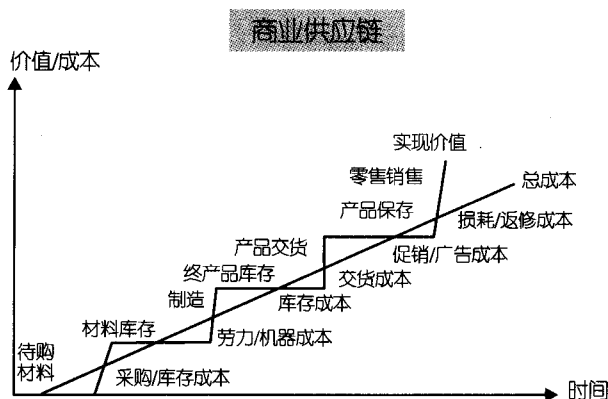 商业供应链
价值/成本
实现价值
零售销售
总成本
产品保存
损耗/返修成本
产品交货
促销/广告成本
终产品库存
交货成本
制造
库存成本
材料库存
劳力/机器成本
待购
材料
采购/库存成本
时间